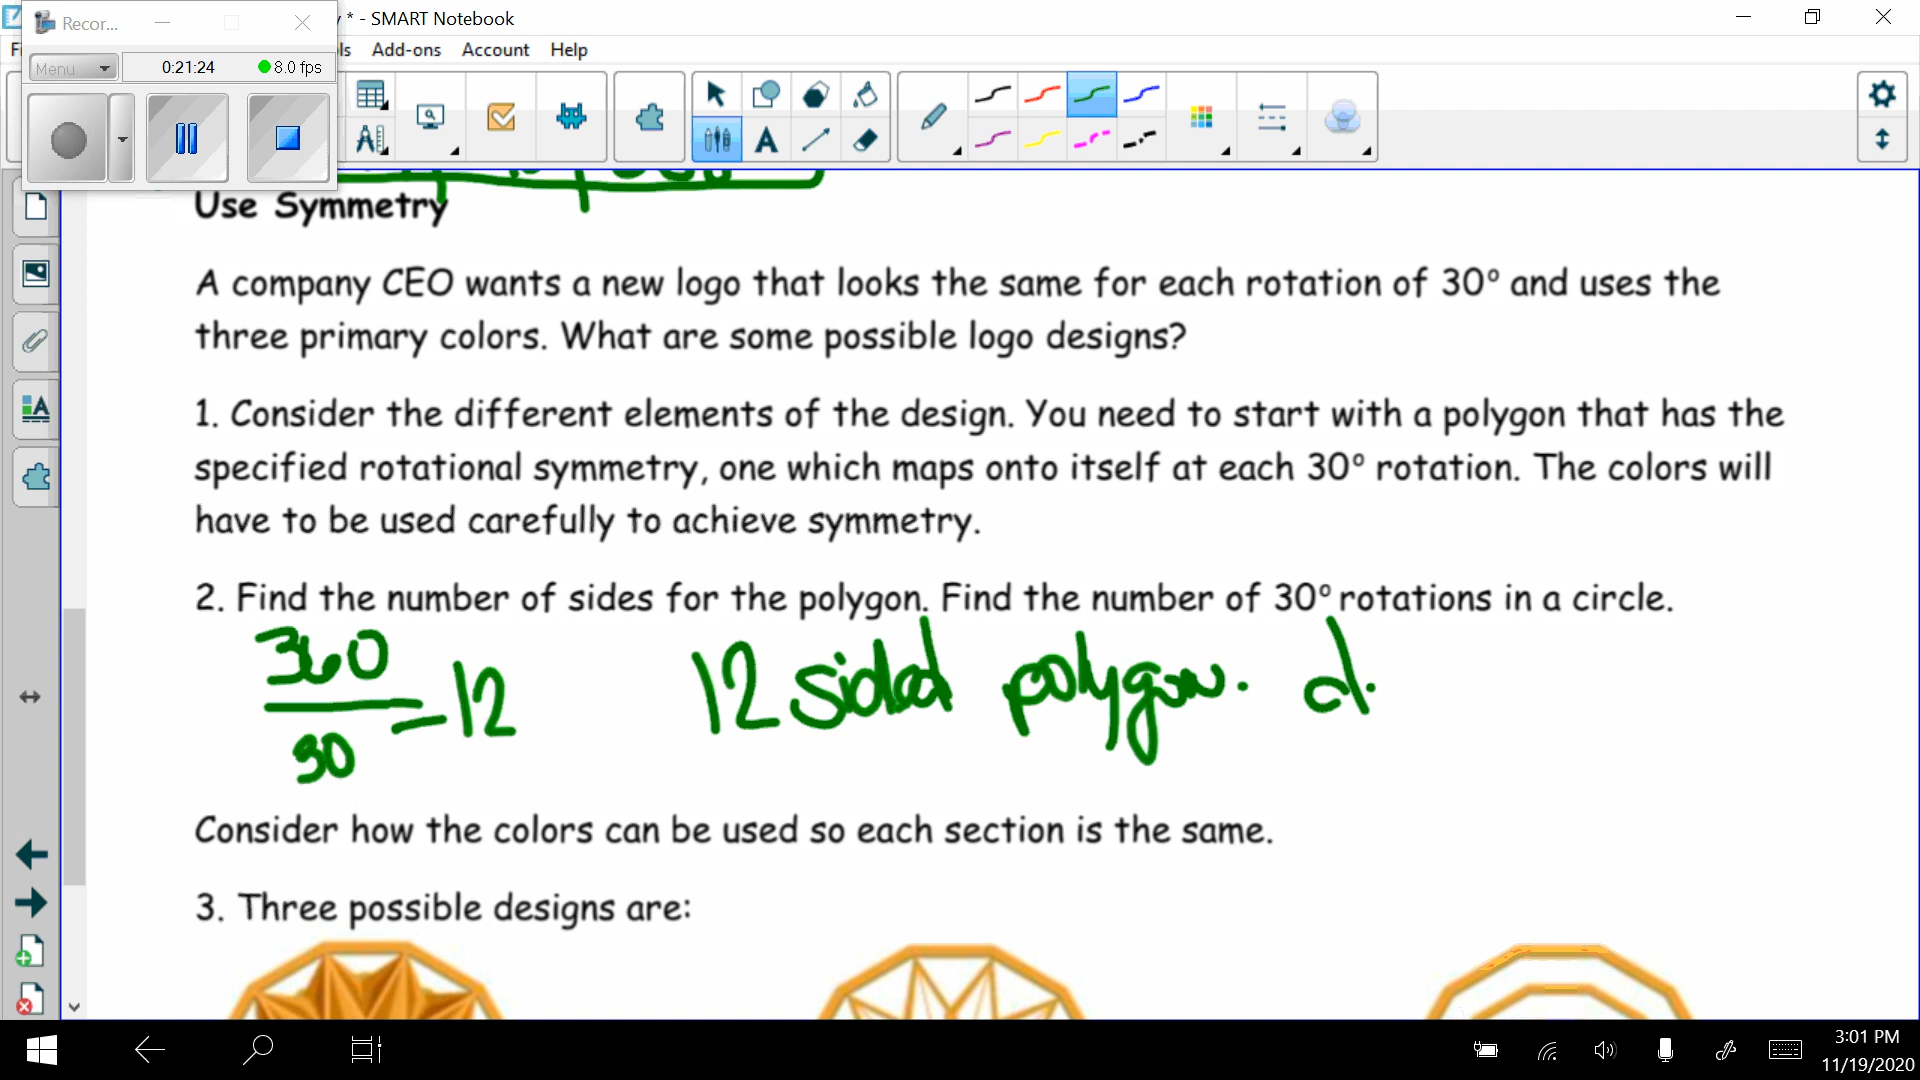 Recor...
y * - SMART Notebook
Fi
ls Add-ons Account Help
Menu 0:21:24 8.0 fps
Use Symmetry
A company CEO wants a new logo that looks the same for each rotation of 30° and uses the
three primary colors. What are some possible logo designs?
1. Consider the different elements of the design. You need to start with a polygon that has the
specified rotational symmetry, one which maps onto itself at each 30° rotation. The colors will
have to be used carefully to achieve symmetry.
2. Find the number of sides for the polygon. Find the number of 30° rotations in a circle.
360
30
=12
12 sided polygon. d.
Consider how the colors can be used so each section is the same.
3. Three possible designs are:
3:01 PM
11/19/2020